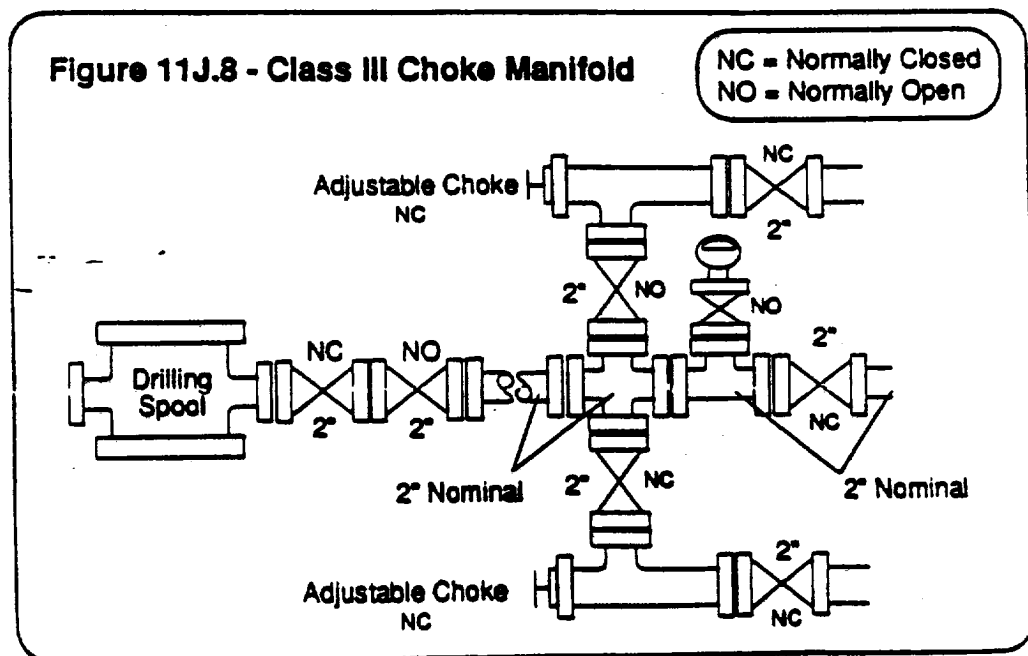 Figure 11J.8 - Class III Choke Manifold
NC = Normally Closed
NO = Normally Open
Adjustable Choke
NC
NC
2"
2"
NO
NO
Drilling
Spool
NC
2"
NO
2"
2"
NC
2" Nominal
2"
NC
2" Nominal
Adjustable Choke
NC
2"
NC